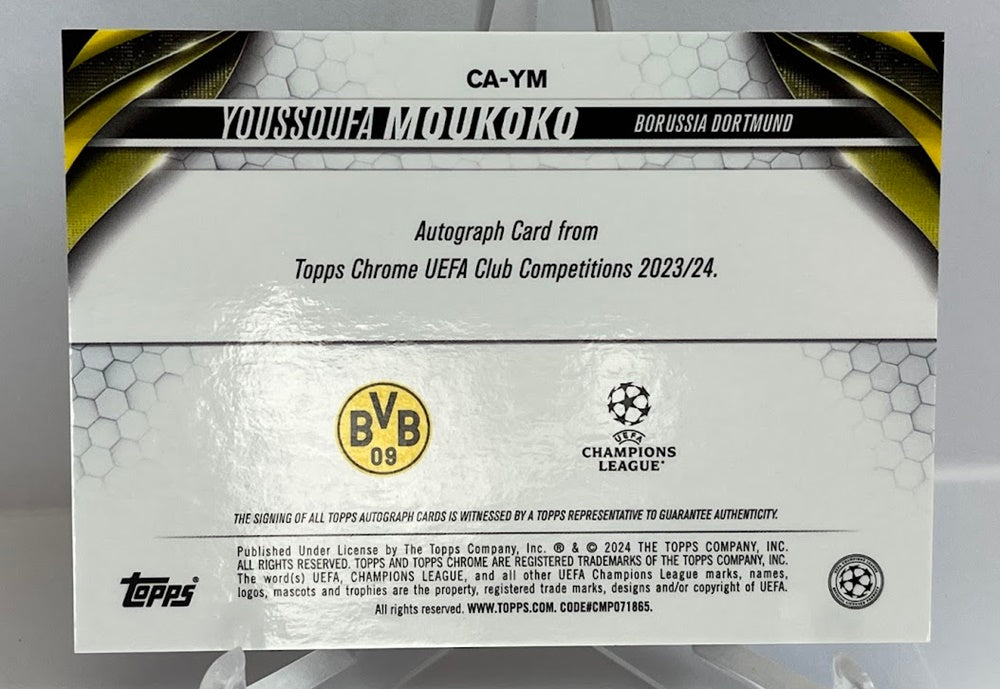 CA-YM
YOUSSOUFA MOUKOKO BORUSSIA DORTMUND
Autograph Card from
Topps Chrome UEFA Club Competitions 2023/24.
BVB
09
UEFA
CHAMPIONS
LEAGUE®
THE SIGNING OF ALL TOPPS AUTOGRAPH CARDS IS WITNESSED BY A TOPPS REPRESENTATIVE TO GUARANTEE AUTHENTICITY.
Published Under License by The Topps Company, Inc. ® & © 2024 THE TOPPS COMPANY, INC.
ALL RIGHTS RESERVED. TOPPS AND TOPPS CHROME ARE REGISTERED TRADEMARKS OF THE TOPPS COMPANY, INC.
The word(s) UEFA, CHAMPIONS LEAGUE, and all other UEFA Champions League marks, names,
logos, mascots and trophies are the property, registered trade marks, designs and/or copyright of UEFA.
All rights reserved. WWW.TOPPS.COM. CODE#CMP071865.
topps®